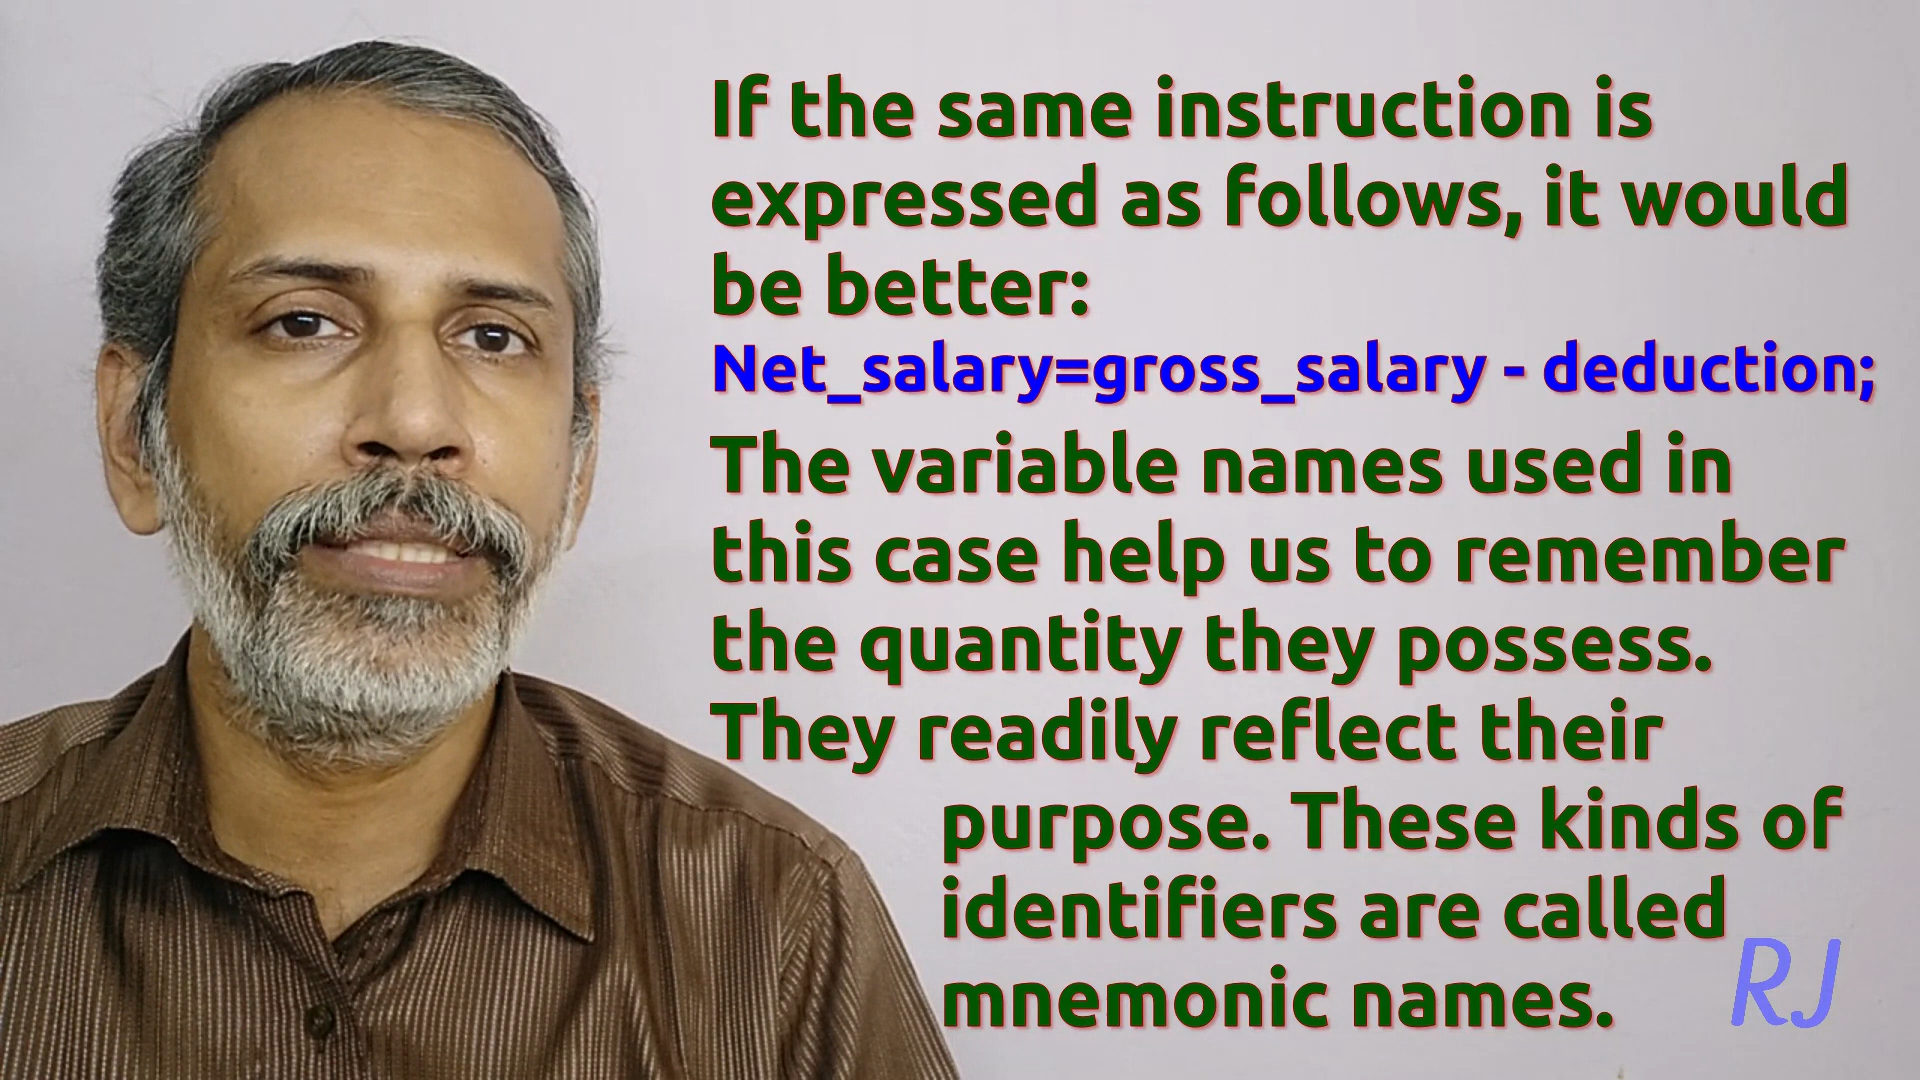 If the same instruction is
expressed as follows, it would
be better:
Net_salary=gross_salary - deduction;
The variable names used in
this case help us to remember
the quantity they possess.
They readily reflect their
purpose. These kinds of
identifiers are called
mnemonic names.
RJ